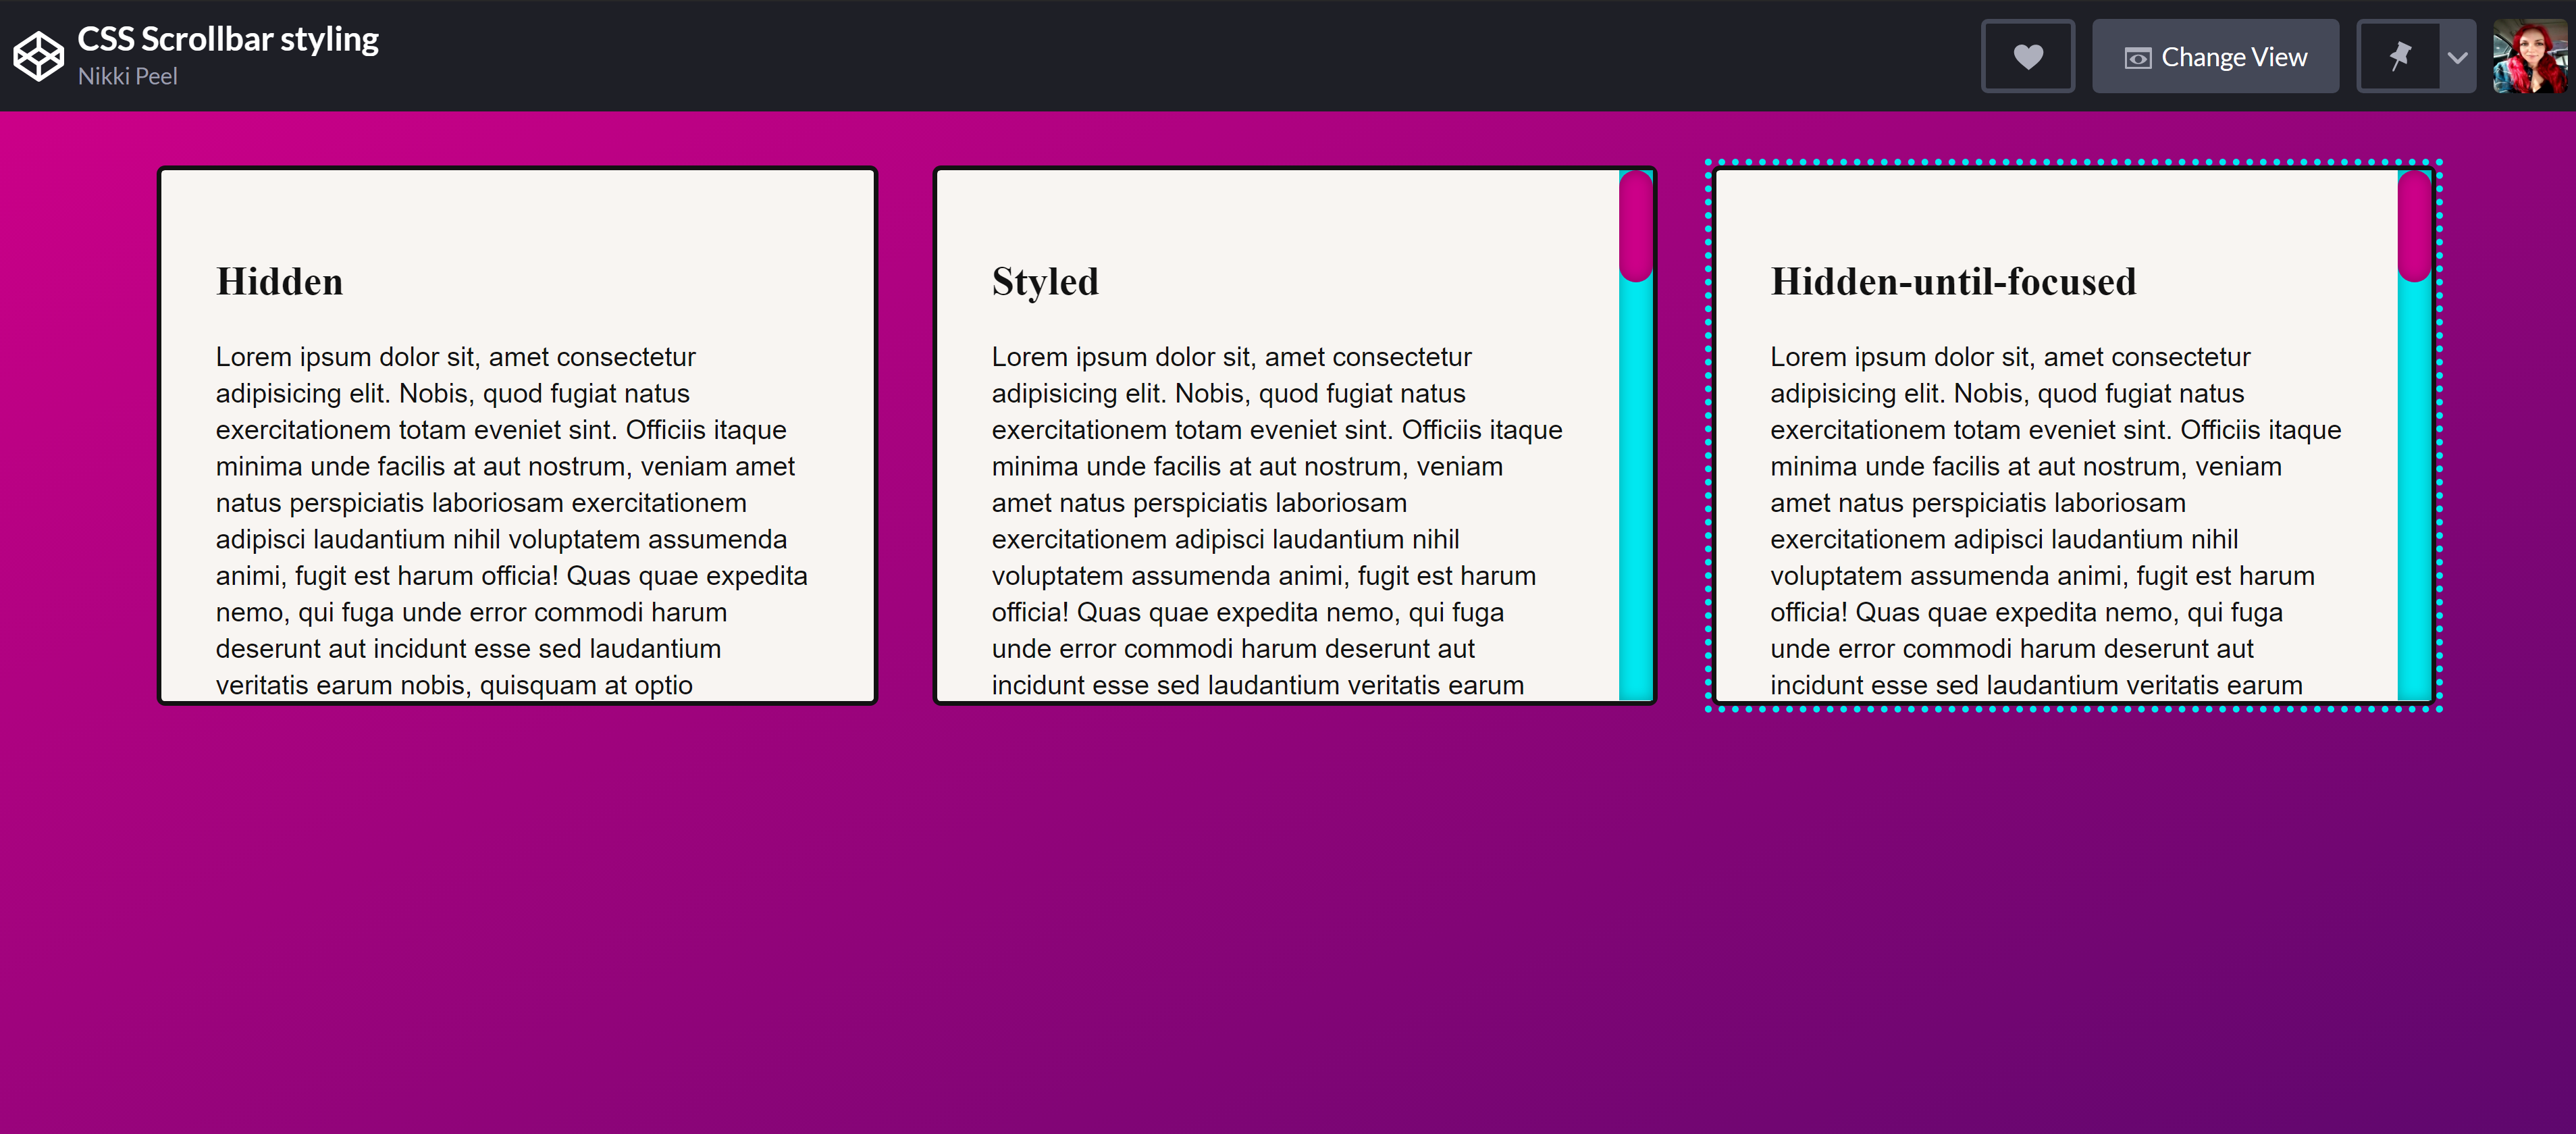 CSS Scrollbar styling
Nikki Peel
Change View
Hidden
Lorem ipsum dolor sit, amet consectetur
adipisicing elit. Nobis, quod fugiat natus
exercitationem totam eveniet sint. Officiis itaque
minima unde facilis at aut nostrum, veniam amet
natus perspiciatis laboriosam exercitationem
adipisci laudantium nihil voluptatem assumenda
animi, fugit est harum officia! Quas quae expedita
nemo, qui fuga unde error commodi harum
deserunt aut incidunt esse sed laudantium
veritatis earum nobis, quisquam at optio
Styled
Lorem ipsum dolor sit, amet consectetur
adipisicing elit. Nobis, quod fugiat natus
exercitationem totam eveniet sint. Officiis itaque
minima unde facilis at aut nostrum, veniam
amet natus perspiciatis laboriosam
exercitationem adipisci laudantium nihil
voluptatem assumenda animi, fugit est harum
officia! Quas quae expedita nemo, qui fuga
unde error commodi harum deserunt aut
incidunt esse sed laudantium veritatis earum
Hidden-until-focused
Lorem ipsum dolor sit, amet consectetur
adipisicing elit. Nobis, quod fugiat natus
exercitationem totam eveniet sint. Officiis itaque
minima unde facilis at aut nostrum, veniam
amet natus perspiciatis laboriosam
exercitationem adipisci laudantium nihil
voluptatem assumenda animi, fugit est harum
officia! Quas quae expedita nemo, qui fuga
unde error commodi harum deserunt aut
incidunt esse sed laudantium veritatis earum